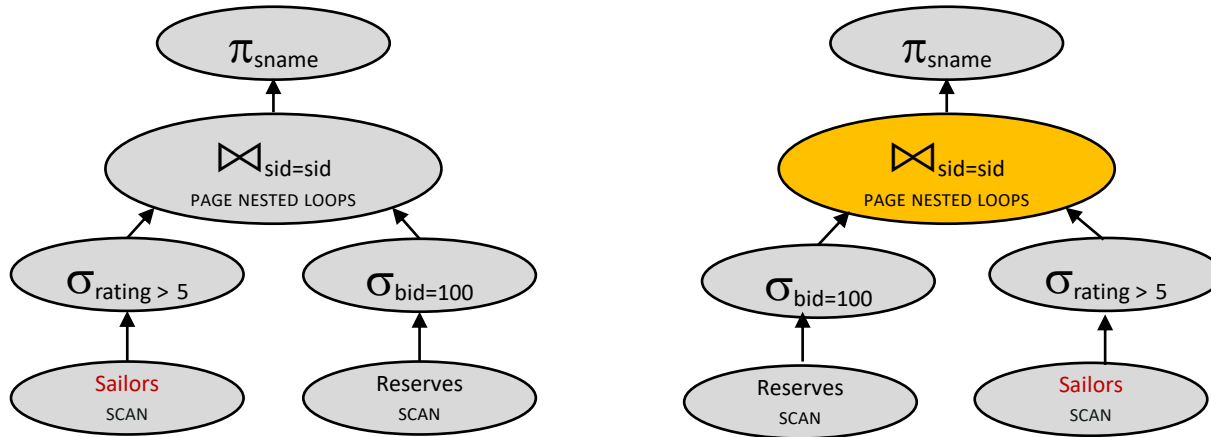 πsname
⋈sid=sid
PAGE NESTED LOOPS
σrating > 5
σbid=100
Sailors
SCAN
Reserves
SCAN
πsname
⋈sid=sid
PAGE NESTED LOOPS
σbid=100
σrating > 5
Reserves
SCAN
Sailors
SCAN